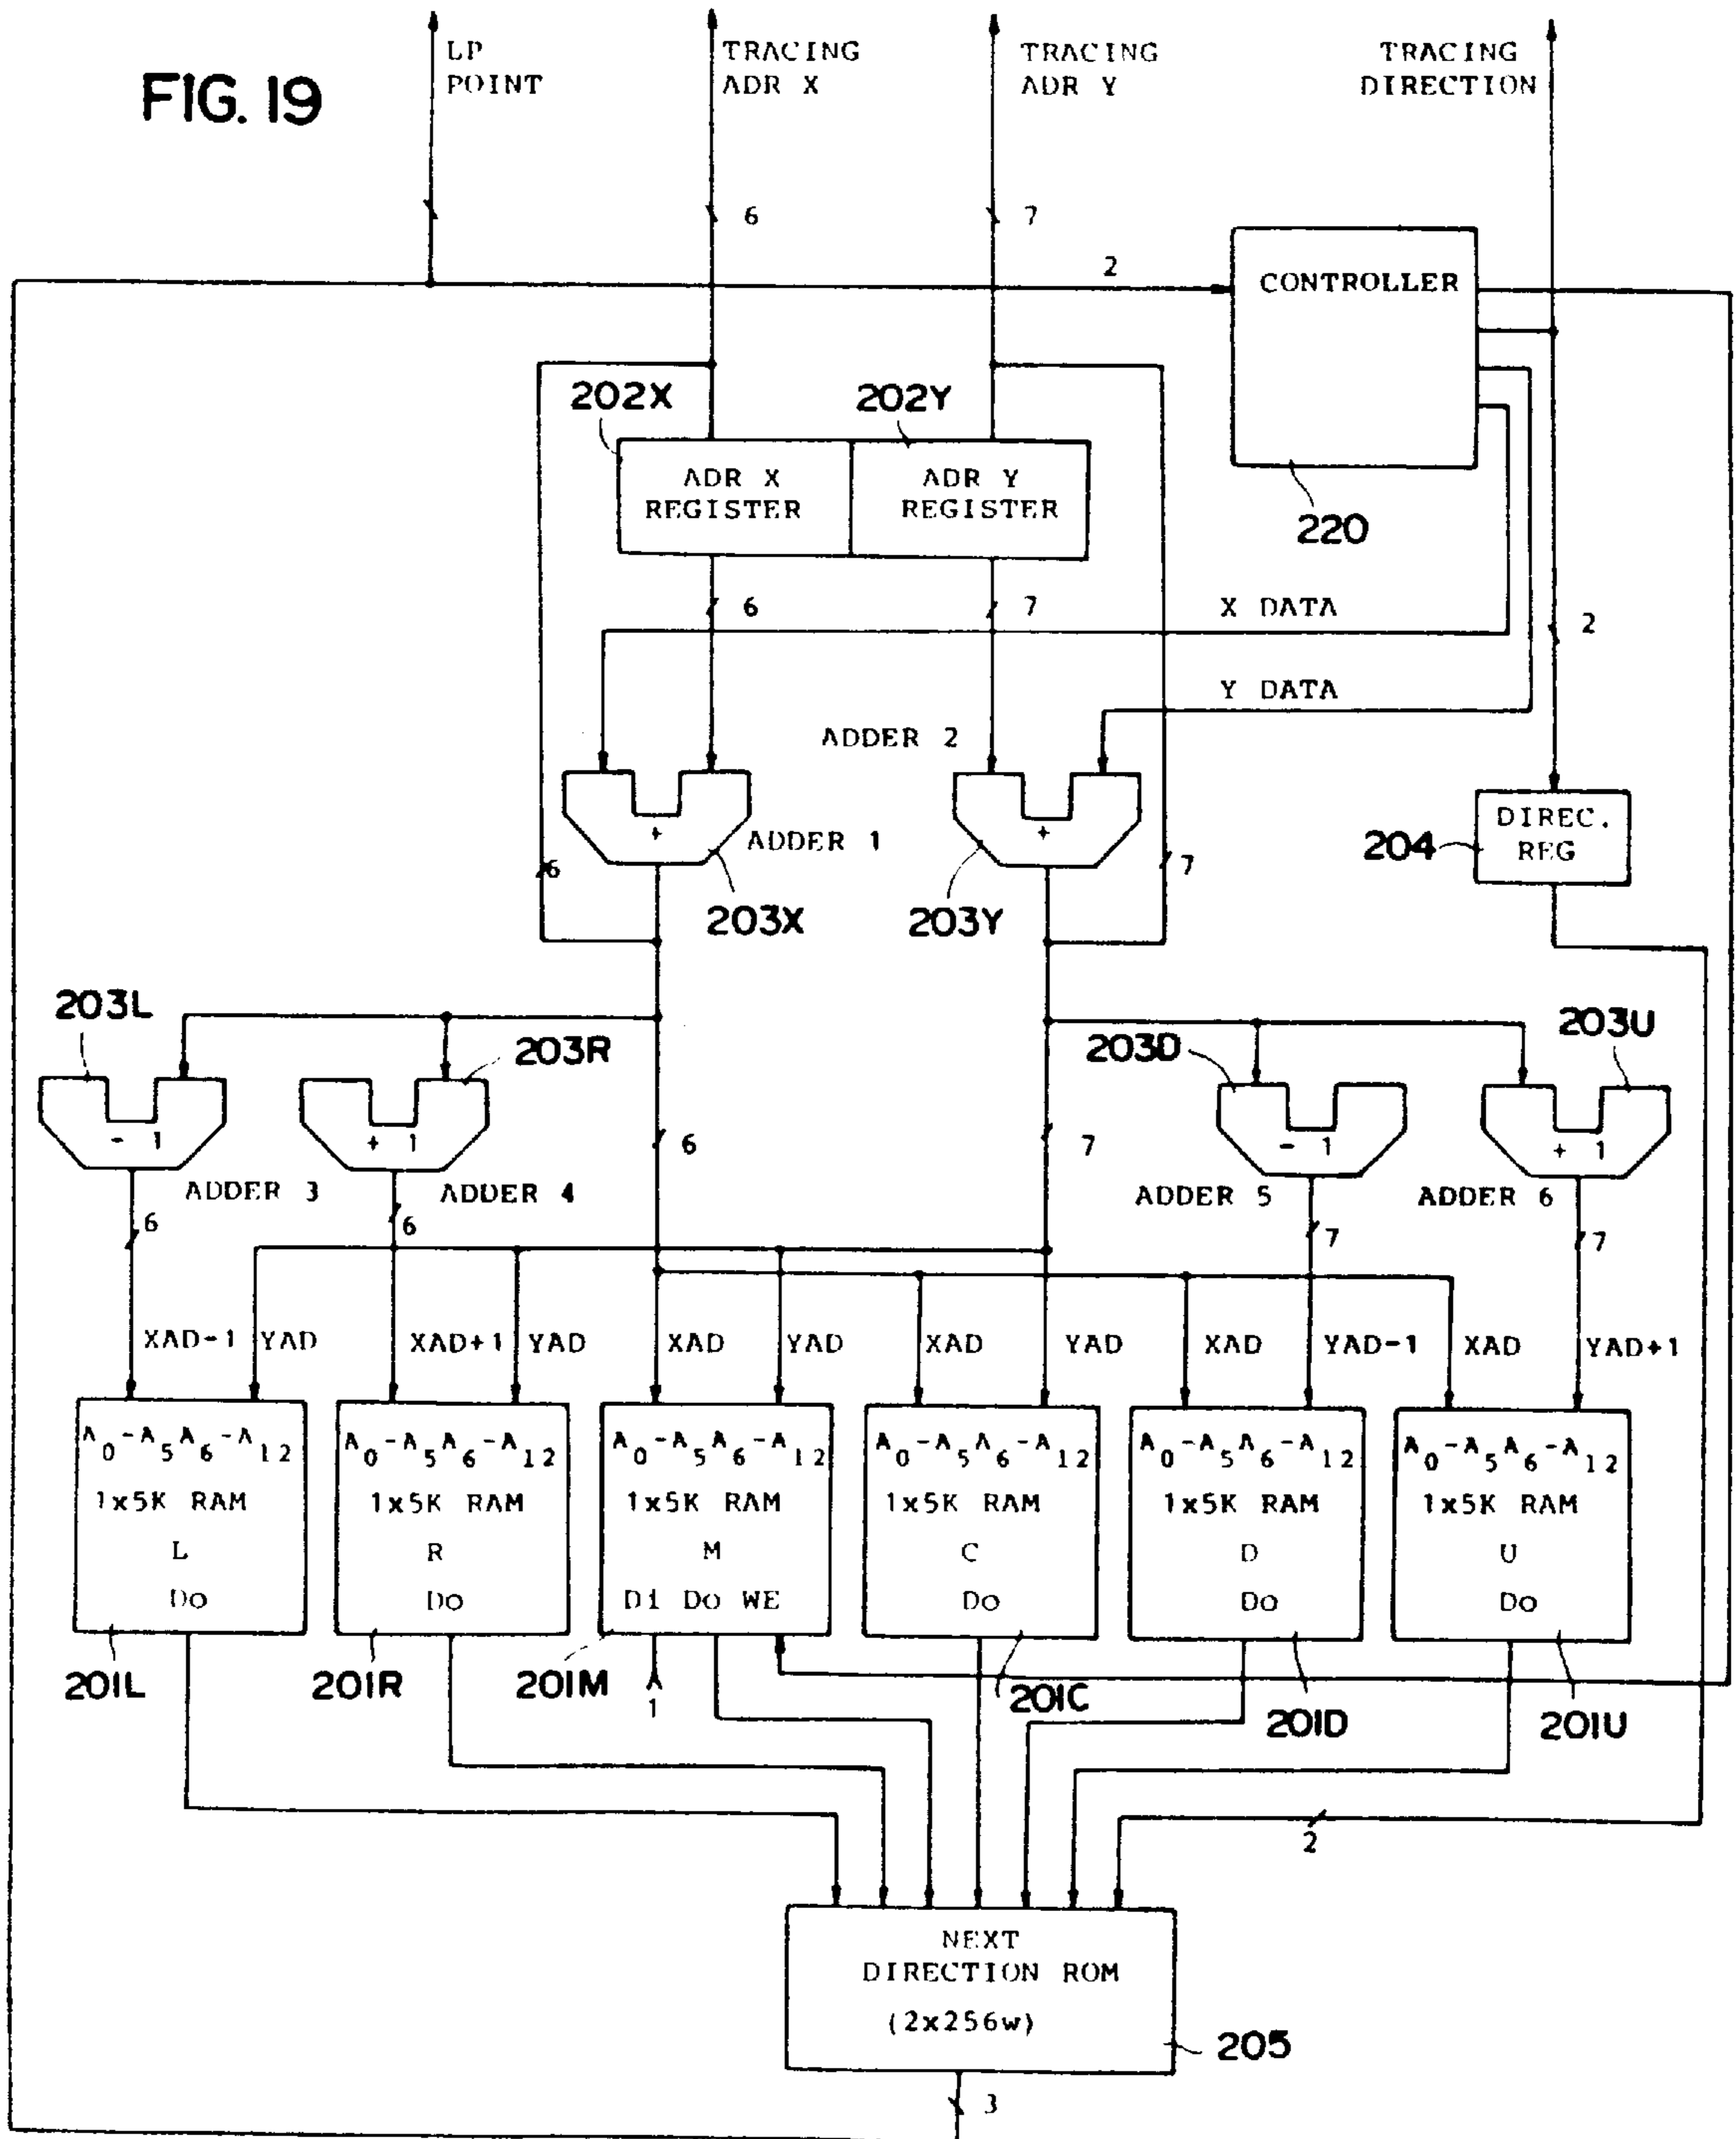 FIG. 19
LP
POINT
TRACING
ADR X
TRACING
ADR Y
TRACING
DIRECTION
6
7
2
CONTROLLER
202X
202Y
220
ADR X
REGISTER
ADR Y
REGISTER
6
7
X DATA
2
Y DATA
ADDER 2
+
ADDER 1
+
DIREC.
REG
204
6
7
203X
203Y
203L
203R
203D
203U
- 1
+ 1
- 1
+ 1
6
7
ADDER 3
ADDER 4
ADDER 5
ADDER 6
6
6
7
7
XAD-1 YAD
XAD+1 YAD
XAD YAD
XAD YAD
XAD YAD-1
XAD YAD+1
A0-A5A6-A12
1x5K RAM
L
Do
A0-A5A6-A12
1x5K RAM
R
Do
A0-A5A6-A12
1x5K RAM
M
Di Do WE
A0-A5A6-A12
1x5K RAM
C
Do
A0-A5A6-A12
1x5K RAM
D
Do
A0-A5A6-A12
1x5K RAM
U
Do
201L
201R
201M
1
201C
201D
201U
2
NEXT
DIRECTION ROM
(2x256w)
205
3